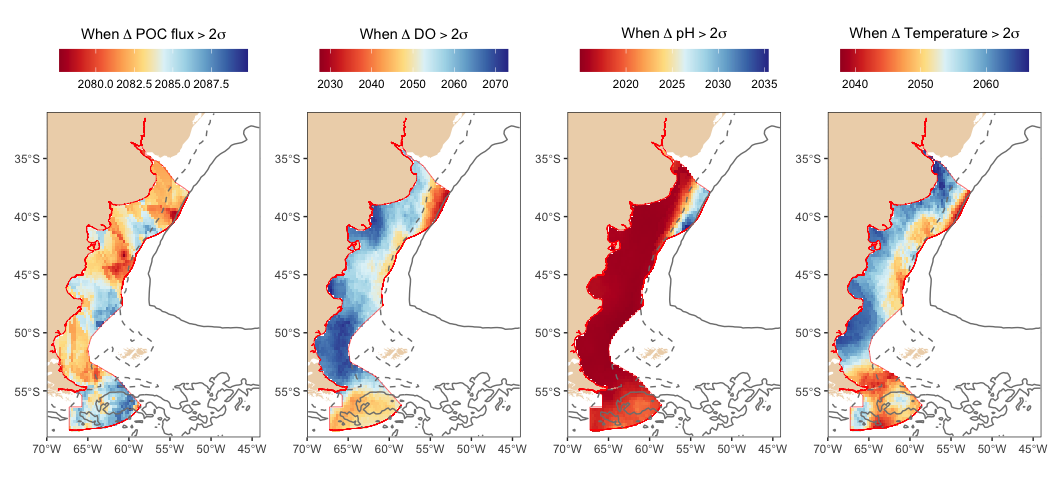 When Δ POC flux > 2σ
2080.0 2082.5 2085.0 2087.5
When Δ DO > 2σ
2030 2040 2050 2060 2070
When Δ pH > 2σ
2020 2025 2030 2035
When Δ Temperature > 2σ
2040 2050 2060
35°S
40°S
45°S
50°S
55°S
70°W 65°W 60°W 55°W 50°W 45°W
35°S
40°S
45°S
50°S
55°S
70°W 65°W 60°W 55°W 50°W 45°W
35°S
40°S
45°S
50°S
55°S
70°W 65°W 60°W 55°W 50°W 45°W
35°S
40°S
45°S
50°S
55°S
70°W 65°W 60°W 55°W 50°W 45°W